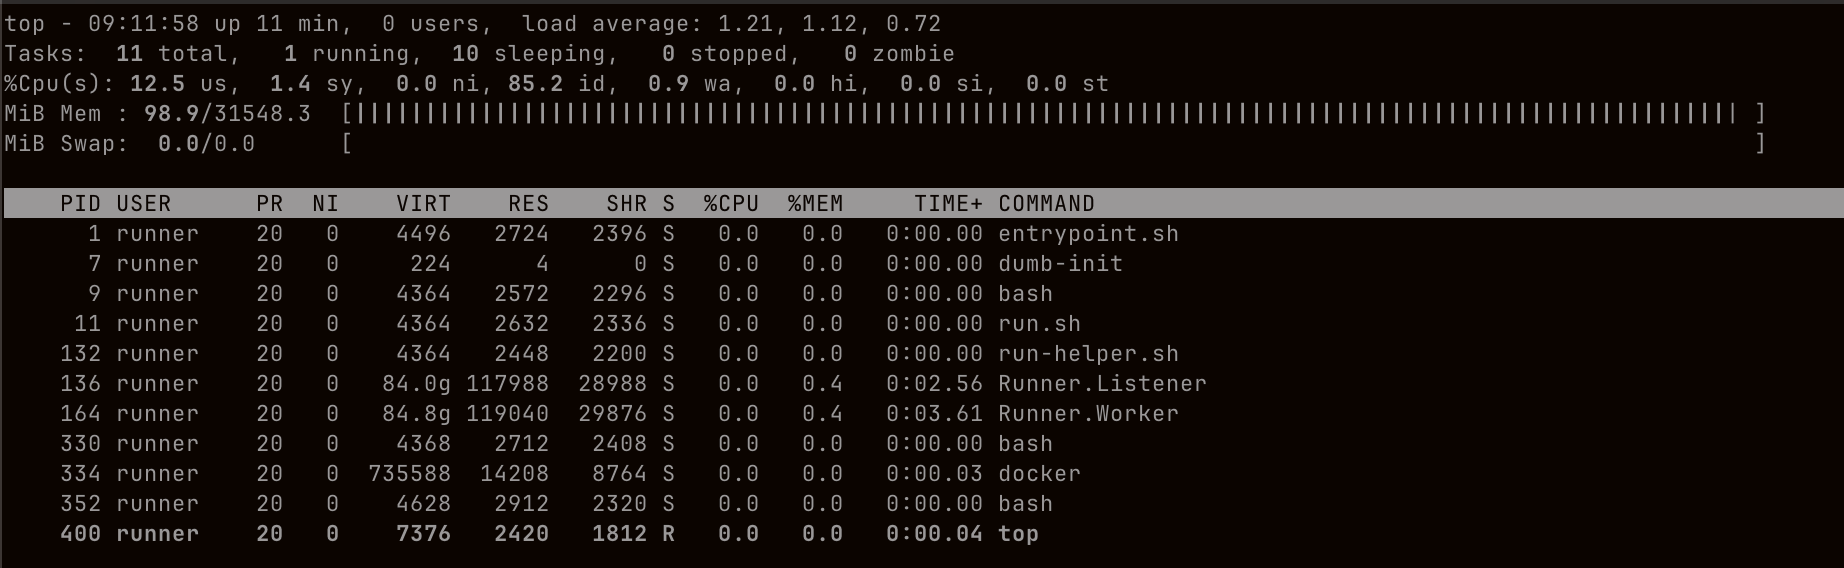 top - 09:11:58 up 11 min,  0 users,  load average: 1.21, 1.12, 0.72
Tasks:  11 total,   1 running,  10 sleeping,   0 stopped,   0 zombie
%Cpu(s): 12.5 us,  1.4 sy,  0.0 ni, 85.2 id,  0.9 wa,  0.0 hi,  0.0 si,  0.0 st
MiB Mem : 98.9/31548.3  [|||||||||||||||||||||||||||||||||||||||||||||||||||||||||||||||||||||||||||||||||||||||||||||||||||  ]
MiB Swap:  0.0/0.0      [                                                                                                    ]
    PID USER      PR  NI    VIRT    RES    SHR S  %CPU  %MEM     TIME+ COMMAND
      1 runner    20   0    4496   2724   2396 S   0.0   0.0   0:00.00 entrypoint.sh
      7 runner    20   0     224      4      0 S   0.0   0.0   0:00.00 dumb-init
      9 runner    20   0    4364   2572   2296 S   0.0   0.0   0:00.00 bash
     11 runner    20   0    4364   2632   2336 S   0.0   0.0   0:00.00 run.sh
    132 runner    20   0    4364   2448   2200 S   0.0   0.0   0:00.00 run-helper.sh
    136 runner    20   0   84.0g 117988  28988 S   0.0   0.4   0:02.56 Runner.Listener
    164 runner    20   0   84.8g 119040  29876 S   0.0   0.4   0:03.61 Runner.Worker
    330 runner    20   0    4368   2712   2408 S   0.0   0.0   0:00.00 bash
    334 runner    20   0  735588  14208   8764 S   0.0   0.0   0:00.03 docker
    352 runner    20   0    4628   2912   2320 S   0.0   0.0   0:00.00 bash
    400 runner    20   0    7376   2420   1812 R   0.0   0.0   0:00.04 top